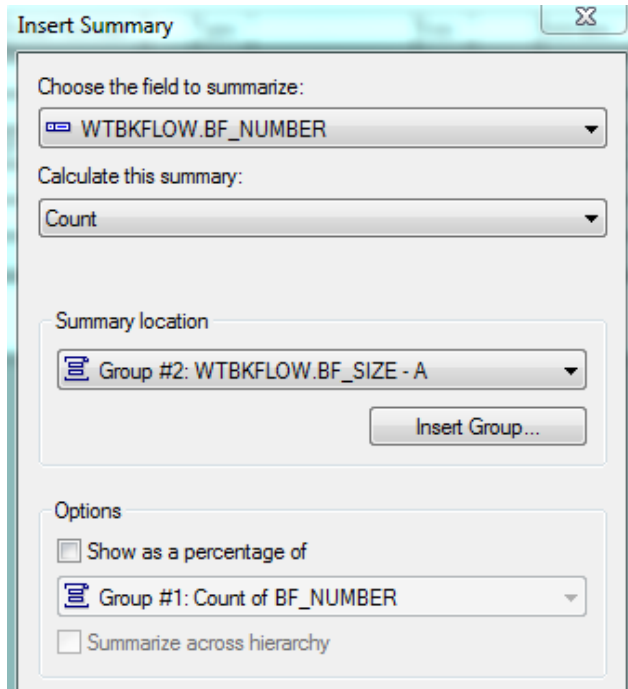 Insert Summary
Choose the field to summarize:
WTBKFLOW.BF_NUMBER
Calculate this summary:
Count
Summary location
Group #2: WTBKFLOW.BF_SIZE - A
Insert Group...
Options
Show as a percentage of
Group #1: Count of BF_NUMBER
Summarize across hierarchy